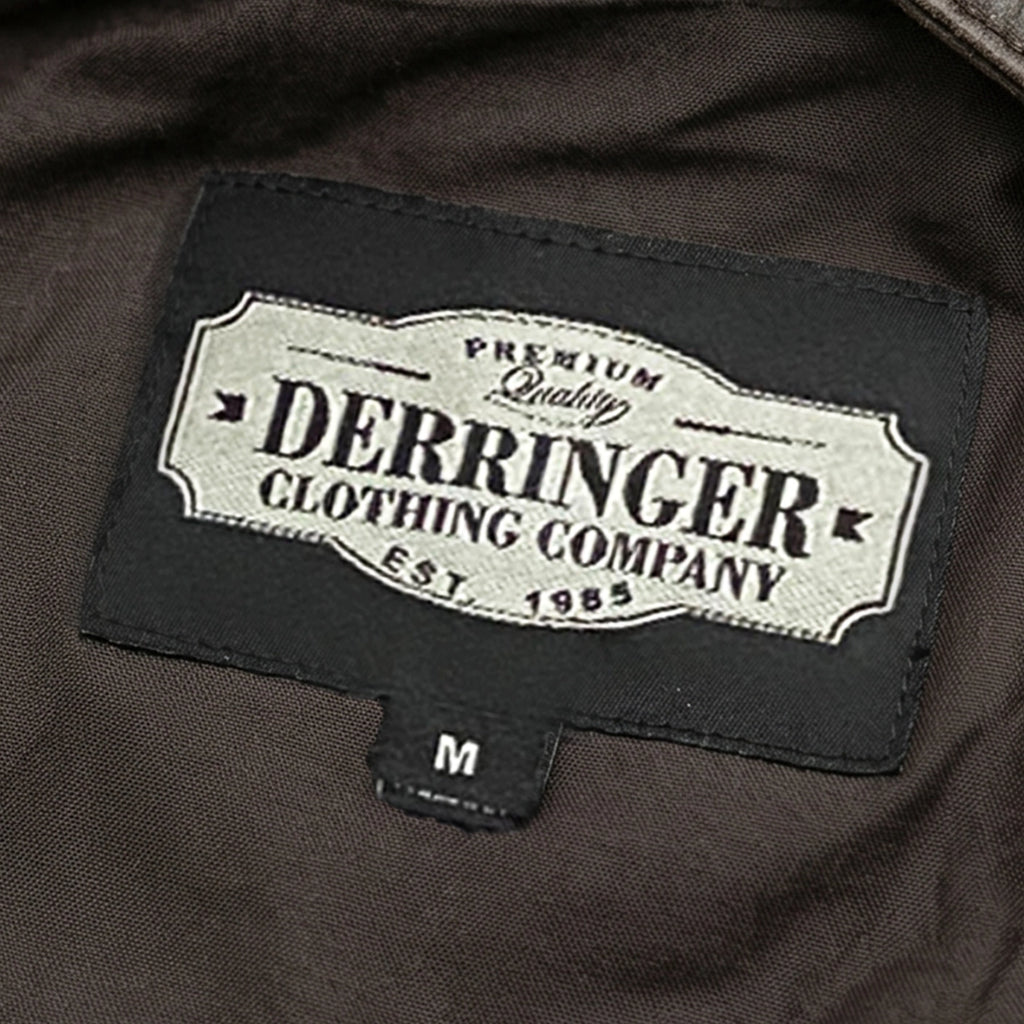 PREMIUM
Quality
DERRINGER
CLOTHING COMPANY
EST. 1985
M